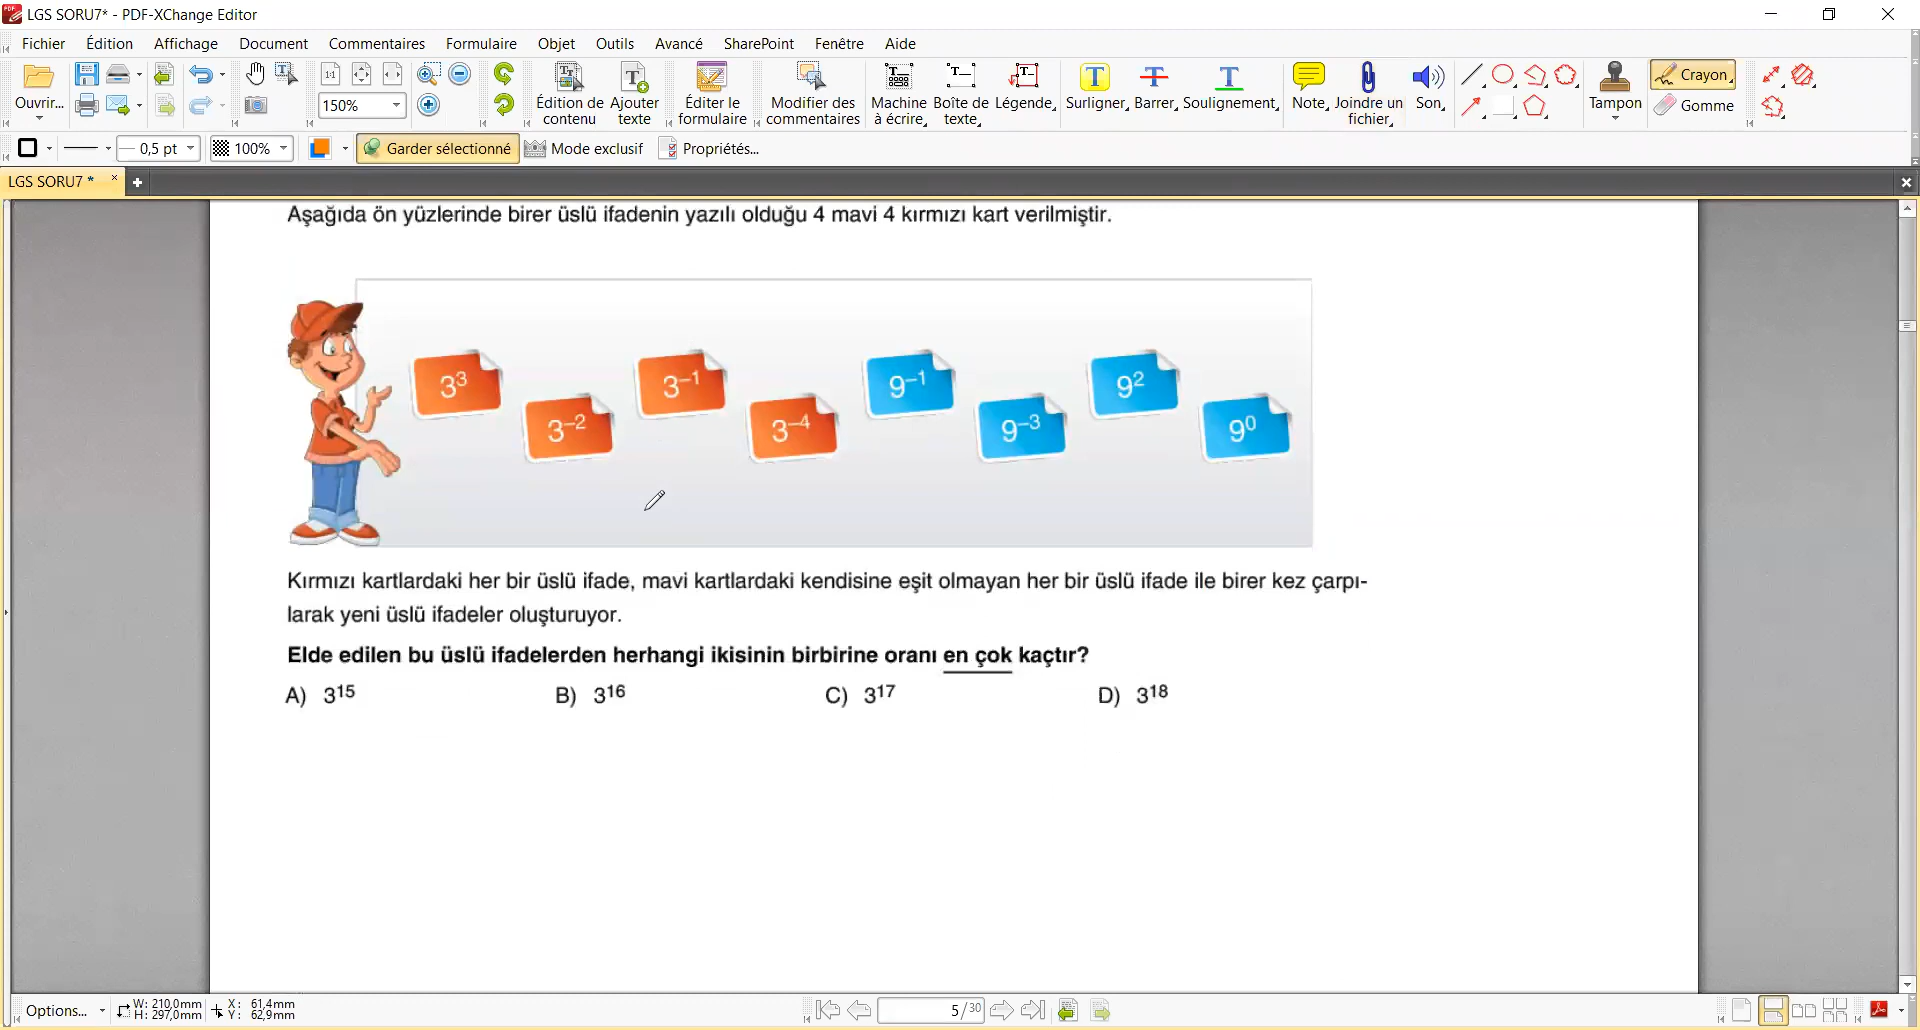 LGS SORU7* - PDF-XChange Editor
Fichier Édition Affichage Document Commentaires Formulaire Objet Outils Avancé SharePoint Fenêtre Aide
Ouvrir... 150% Édition de contenu Ajouter texte Éditer le formulaire Modifier des commentaires Machine à écrire Boîte de texte Légende Surligner Barrer Soulignement Note Joindre un fichier Son Tampon Crayon Gomme
0,5 pt 100% Garder sélectionné Mode exclusif Propriétés...
LGS SORU7 *
Aşağıda ön yüzlerinde birer üslü ifadenin yazılı olduğu 4 mavi 4 kırmızı kart verilmiştir.
3³ 3⁻¹ 9⁻¹ 9²
3⁻² 3⁻⁴ 9⁻³ 9⁰
Kırmızı kartlardaki her bir üslü ifade, mavi kartlardaki kendisine eşit olmayan her bir üslü ifade ile birer kez çarpı-
larak yeni üslü ifadeler oluşturuyor.
Elde edilen bu üslü ifadelerden herhangi ikisinin birbirine oranı en çok kaçtır?
A) 3¹⁵ B) 3¹⁶ C) 3¹⁷ D) 3¹⁸
Options... W: 210,0mm X: 61,4mm 5 / 30
H: 297,0mm Y: 62,9mm